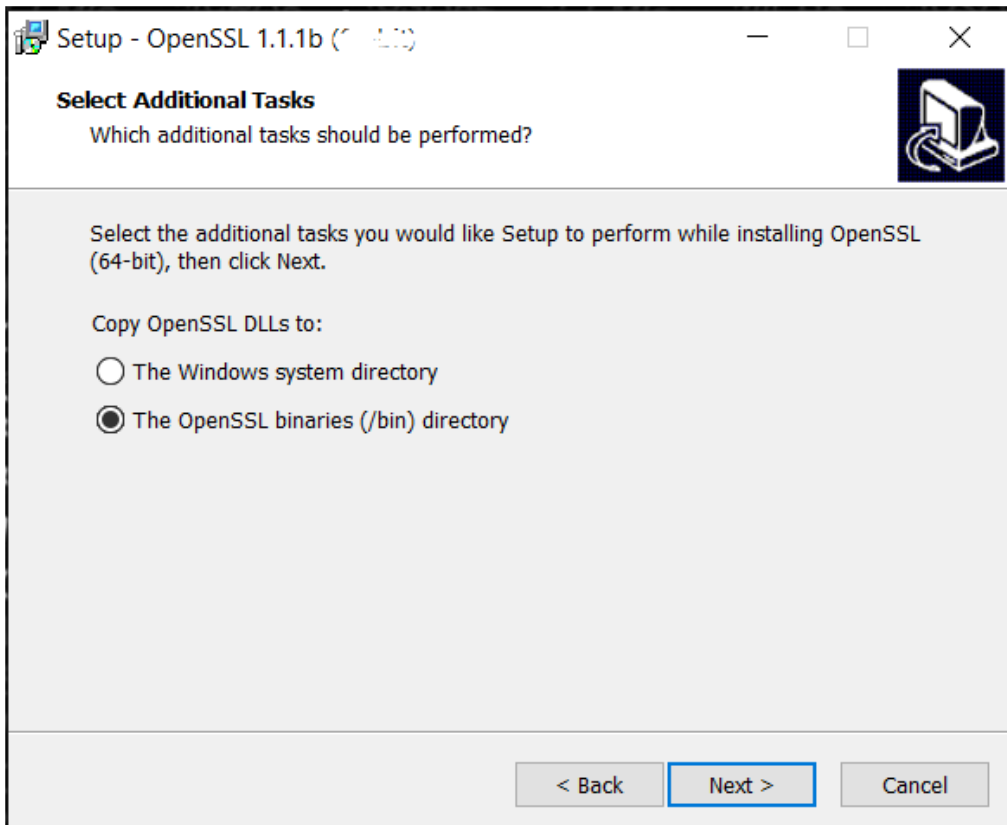 Setup - OpenSSL 1.1.1b
Select Additional Tasks
Which additional tasks should be performed?
Select the additional tasks you would like Setup to perform while installing OpenSSL
(64-bit), then click Next.
Copy OpenSSL DLLs to:
The Windows system directory
The OpenSSL binaries (/bin) directory
< Back
Next >
Cancel